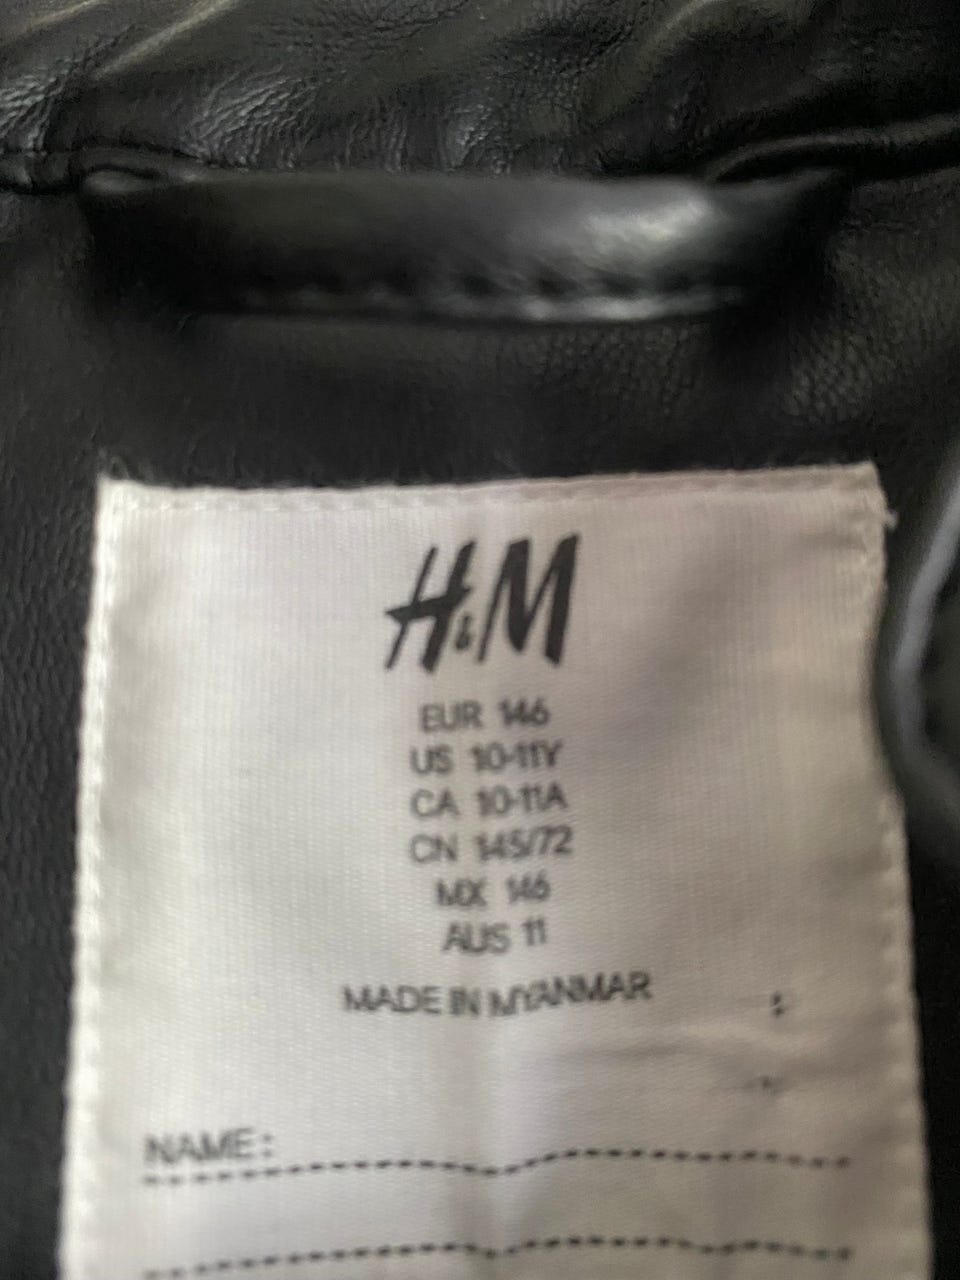 H&M
EUR 146
US 10-11Y
CA 10-11A
CN 145/72
MX 146
AUS 11
MADE IN MYANMAR
NAME: